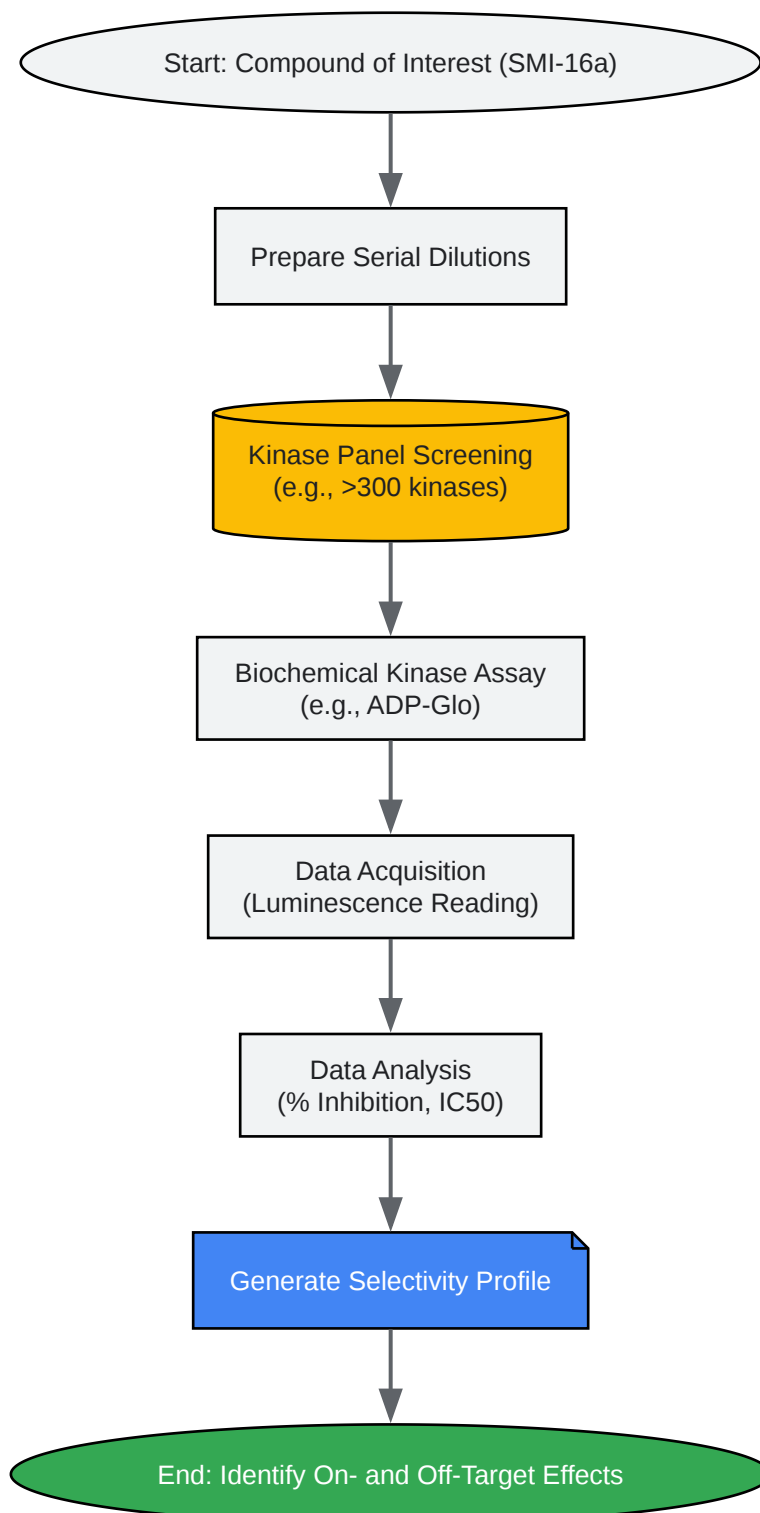 Start: Compound of Interest (SMI-16a)
Prepare Serial Dilutions
Kinase Panel Screening
(e.g., >300 kinases)
Biochemical Kinase Assay
(e.g., ADP-Glo)
Data Acquisition
(Luminescence Reading)
Data Analysis
(% Inhibition, IC50)
Generate Selectivity Profile
End: Identify On- and Off-Target Effects